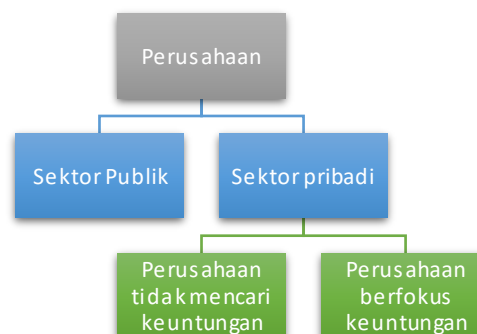 Perusahaan
Sektor Publik
Sektor pribadi
Perusahaan
tidak mencari
keuntungan
Perusahaan
berfokus
keuntungan